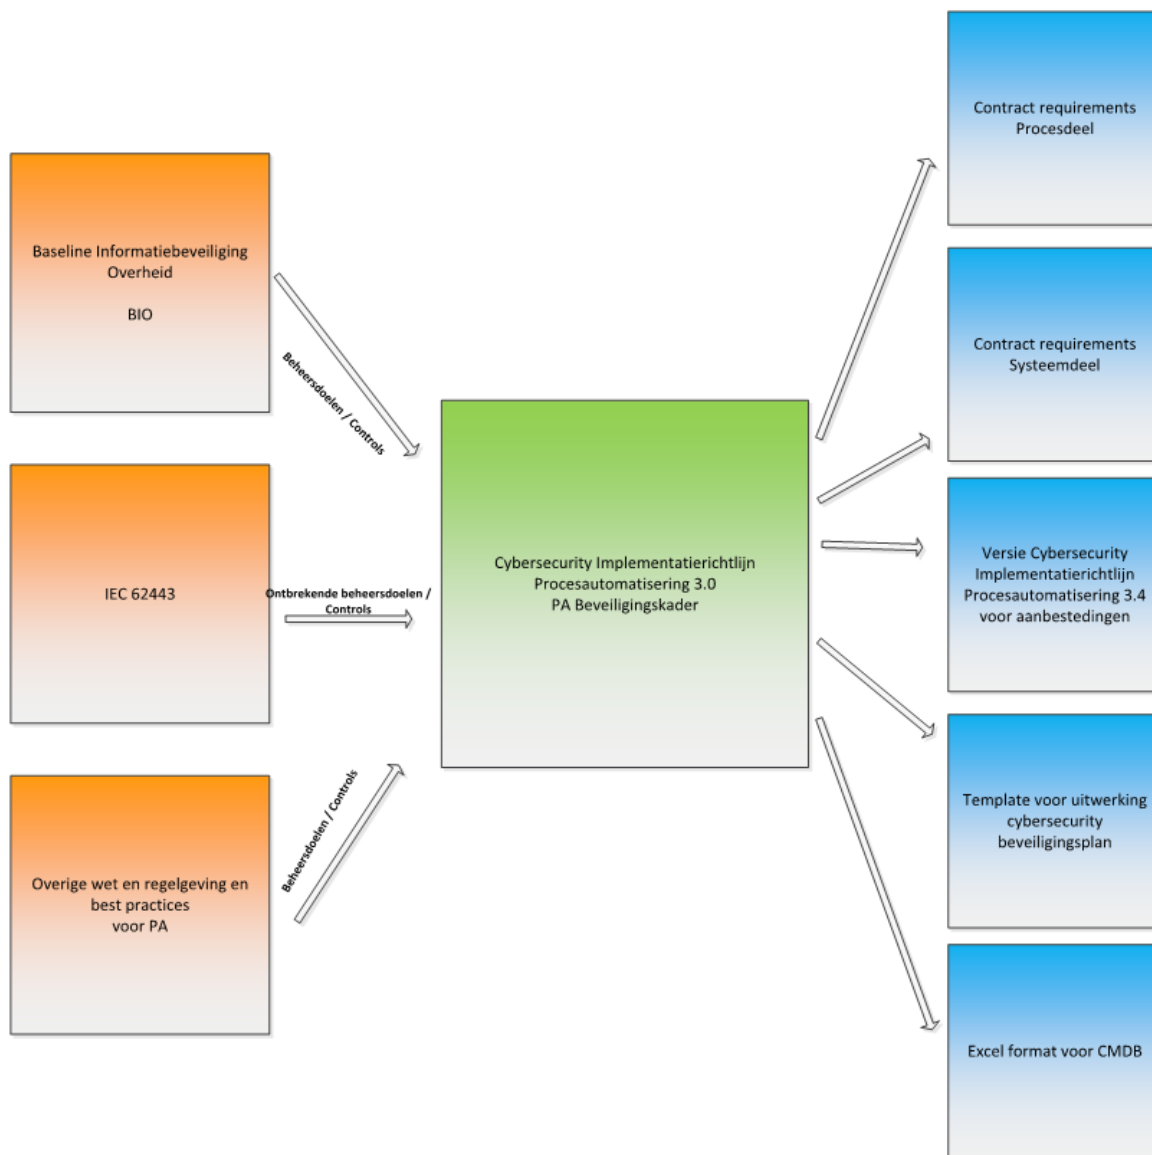 Baseline Informatiebeveiliging
Overheid
BIO
Beheersdoelen / Controls
IEC 62443
Ontbrekende beheersdoelen /
Controls
Overige wet en regelgeving en
best practices
voor PA
Beheersdoelen / Controls
Cybersecurity Implementatierichtlijn
Procesautomatisering 3.0
PA Beveiligingskader
Contract requirements
Procesdeel
Contract requirements
Systeemdeel
Versie Cybersecurity
Implementatierichtlijn
Procesautomatisering 3.4
voor aanbestedingen
Template voor uitwerking
cybersecurity
beveiligingsplan
Excel format voor CMDB